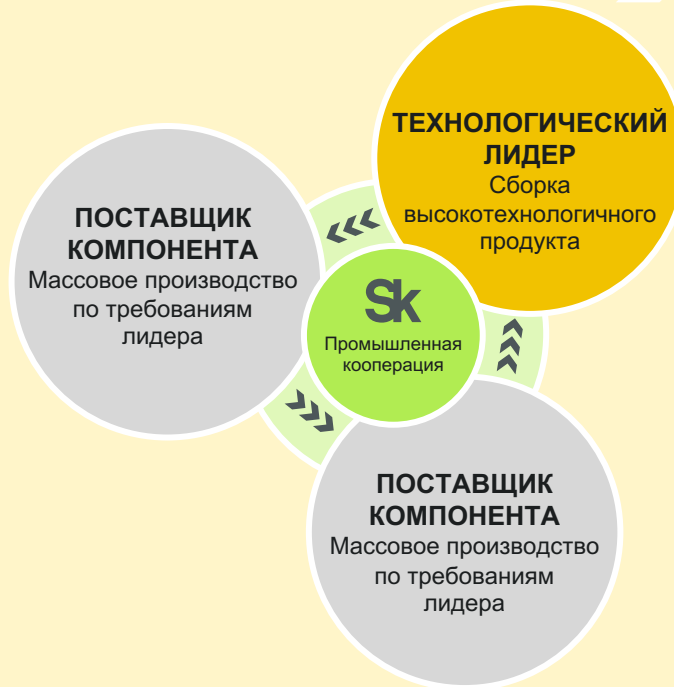 ТЕХНОЛОГИЧЕСКИЙ
ЛИДЕР
Сборка
высокотехнологичного
продукта
ПОСТАВЩИК
КОМПОНЕНТА
Массовое производство
по требованиям
лидера
Sk
Промышленная
кооперация
ПОСТАВЩИК
КОМПОНЕНТА
Массовое производство
по требованиям
лидера